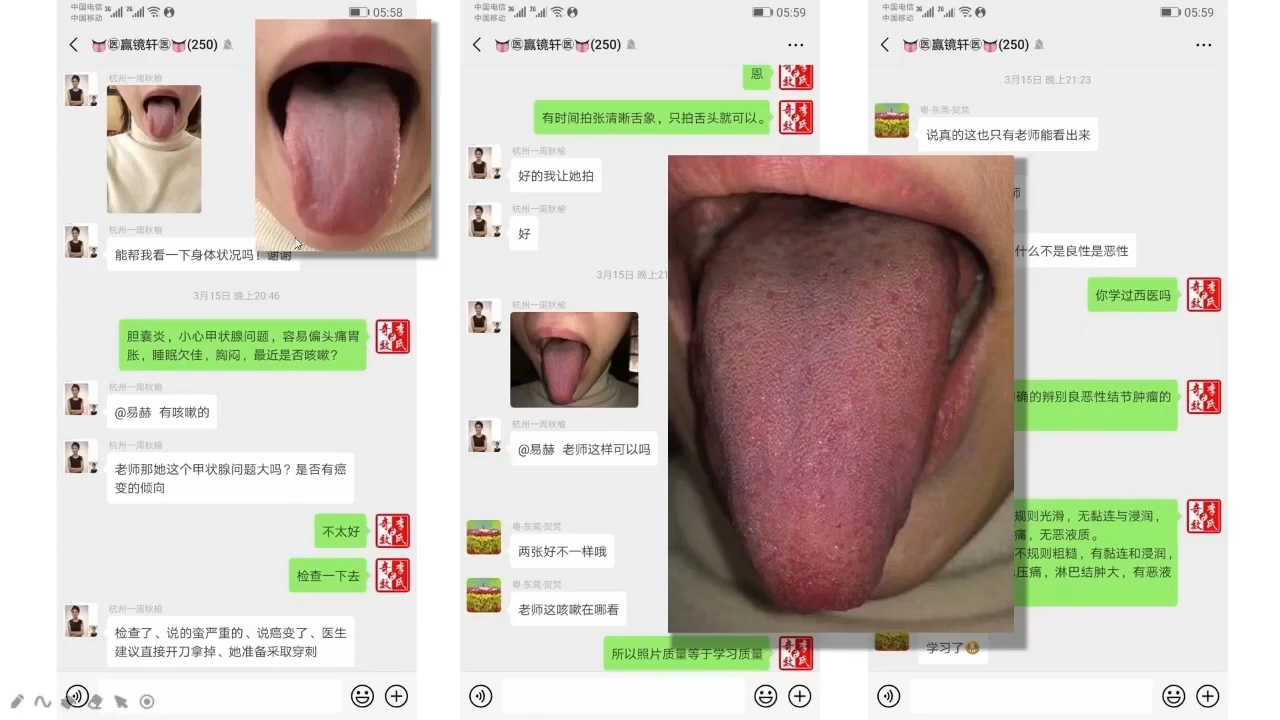 中国电信
中国移动
05:58
医赢镜轩医(250)
杭州一周秋榆
杭州一周秋榆
能帮我看一下身体状况吗！谢谢
3月15日 晚上20:46
胆囊炎，小心甲状腺问题，容易偏头痛胃
胀，睡眠欠佳，胸闷，最近是否咳嗽？
杭州一周秋榆
@易赫 有咳嗽的
杭州一周秋榆
老师那她这个甲状腺问题大吗？是否有癌
变的倾向
不太好
检查一下去
杭州一周秋榆
检查了、说的蛮严重的、说癌变了、医生
建议直接开刀拿掉、她准备采取穿刺
中国电信
中国移动
05:59
医赢镜轩医(250)
恩
有时间拍张清晰舌象，只拍舌头就可以。
杭州一周秋榆
好的我让她拍
杭州一周秋榆
好
3月15日 晚上21
杭州一周秋榆
杭州一周秋榆
@易赫 老师这样可以吗
粤-东莞-贺梵
两张好不一样哦
粤-东莞-贺梵
老师这咳嗽在哪看
所以照片质量等于学习质量
中国电信
中国移动
05:59
医赢镜轩医(250)
3月15日 晚上21:23
粤-东莞-贺梵
说真的这也只有老师能看出来
师
什么不是良性是恶性
你学过西医吗
确的辨别良恶性结节肿瘤的
规则光滑，无黏连与浸润，
痛，无恶液质。
不规则粗糙，有黏连和浸润，
压痛，淋巴结肿大，有恶液
学习了